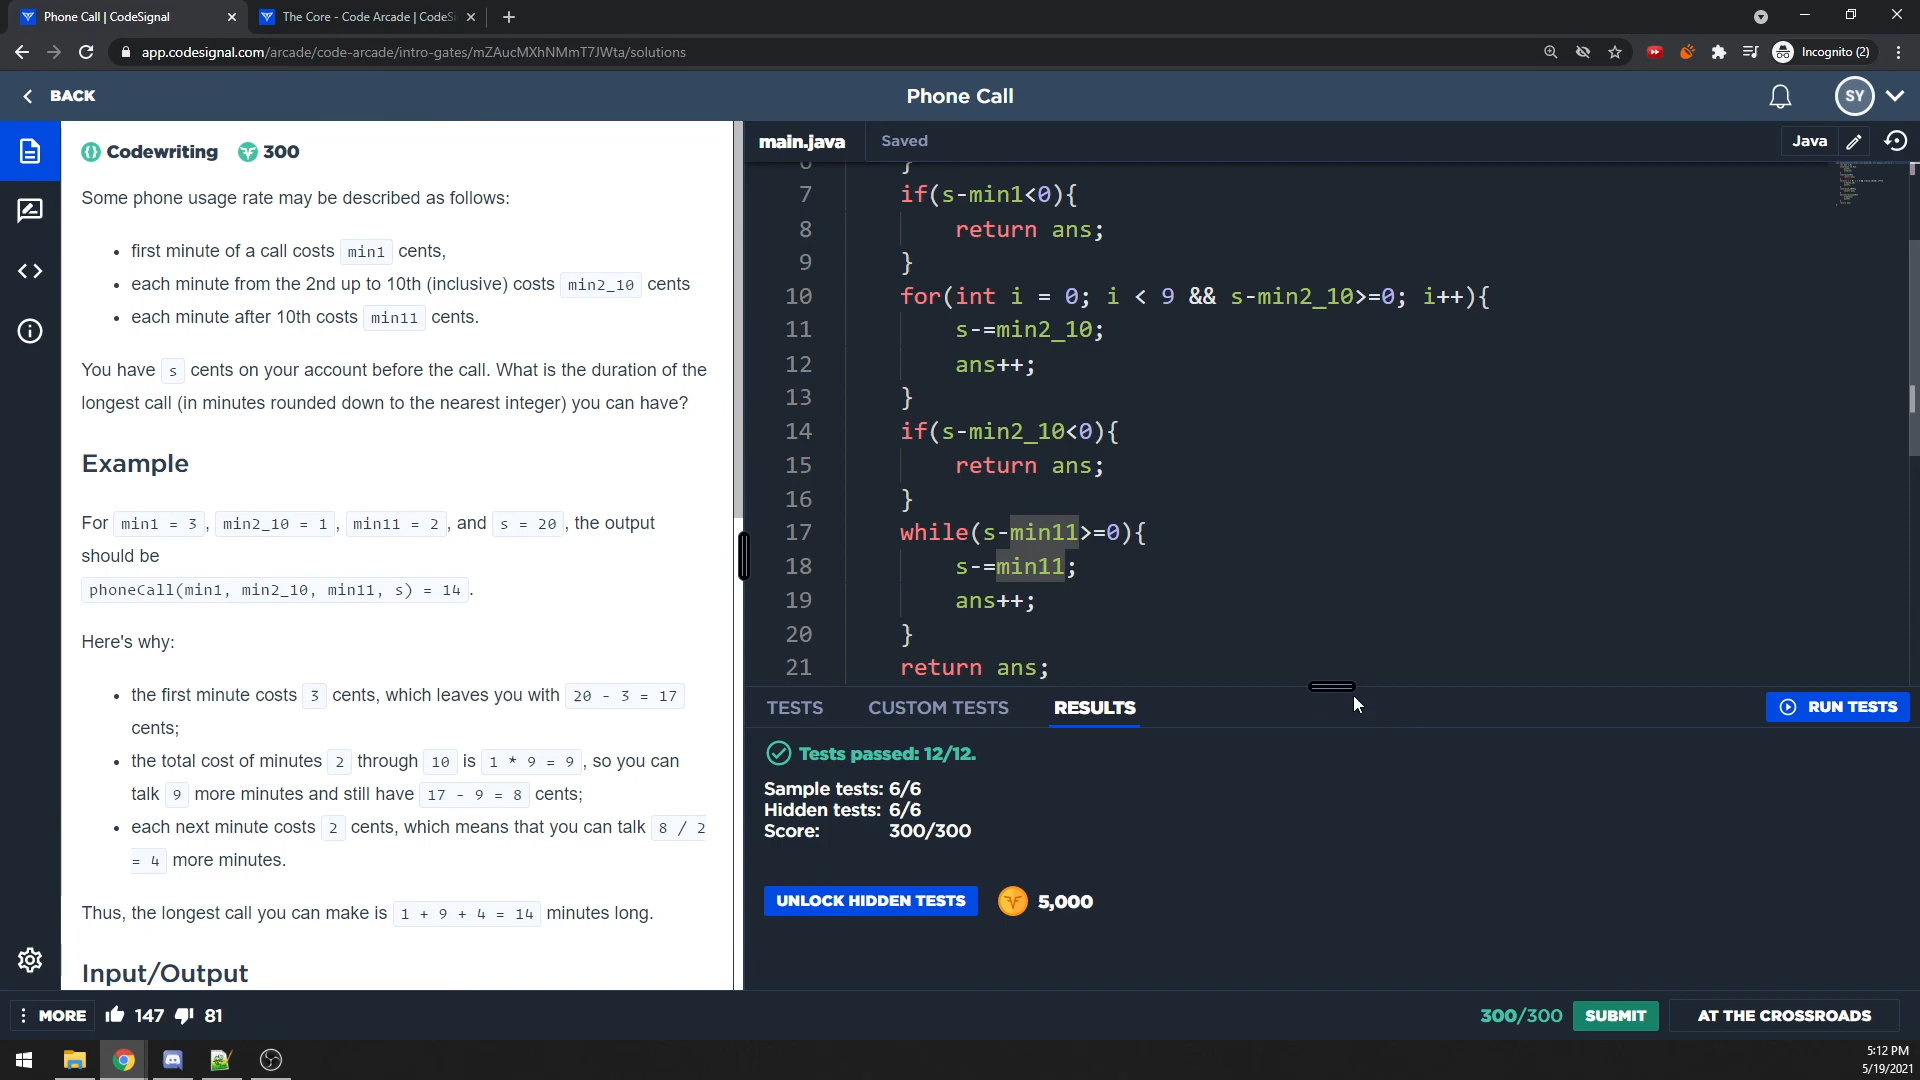 Phone Call | CodeSignal
The Core - Code Arcade | CodeSi
app.codesignal.com/arcade/code-arcade/intro-gates/mZAucMXhNMmT7JWta/solutions
Incognito (2)
BACK
Phone Call
SY
Codewriting 300
Some phone usage rate may be described as follows:
• first minute of a call costs min1 cents,
• each minute from the 2nd up to 10th (inclusive) costs min2_10 cents
• each minute after 10th costs min11 cents.
You have s cents on your account before the call. What is the duration of the
longest call (in minutes rounded down to the nearest integer) you can have?
Example
For min1 = 3, min2_10 = 1, min11 = 2, and s = 20, the output
should be
phoneCall(min1, min2_10, min11, s) = 14.
Here's why:
• the first minute costs 3 cents, which leaves you with 20 - 3 = 17
cents;
• the total cost of minutes 2 through 10 is 1 * 9 = 9, so you can
talk 9 more minutes and still have 17 - 9 = 8 cents;
• each next minute costs 2 cents, which means that you can talk 8 / 2
= 4 more minutes.
Thus, the longest call you can make is 1 + 9 + 4 = 14 minutes long.
Input/Output
main.java
Saved
Java
6 }
7 if(s-min1<0){
8 return ans;
9 }
10 for(int i = 0; i < 9 && s-min2_10>=0; i++){
11 s-=min2_10;
12 ans++;
13 }
14 if(s-min2_10<0){
15 return ans;
16 }
17 while(s-min11>=0){
18 s-=min11;
19 ans++;
20 }
21 return ans;
TESTS
CUSTOM TESTS
RESULTS
RUN TESTS
Tests passed: 12/12.
Sample tests: 6/6
Hidden tests: 6/6
Score: 300/300
UNLOCK HIDDEN TESTS
5,000
MORE
147
81
300/300
SUBMIT
AT THE CROSSROADS
5:12 PM
5/19/2021